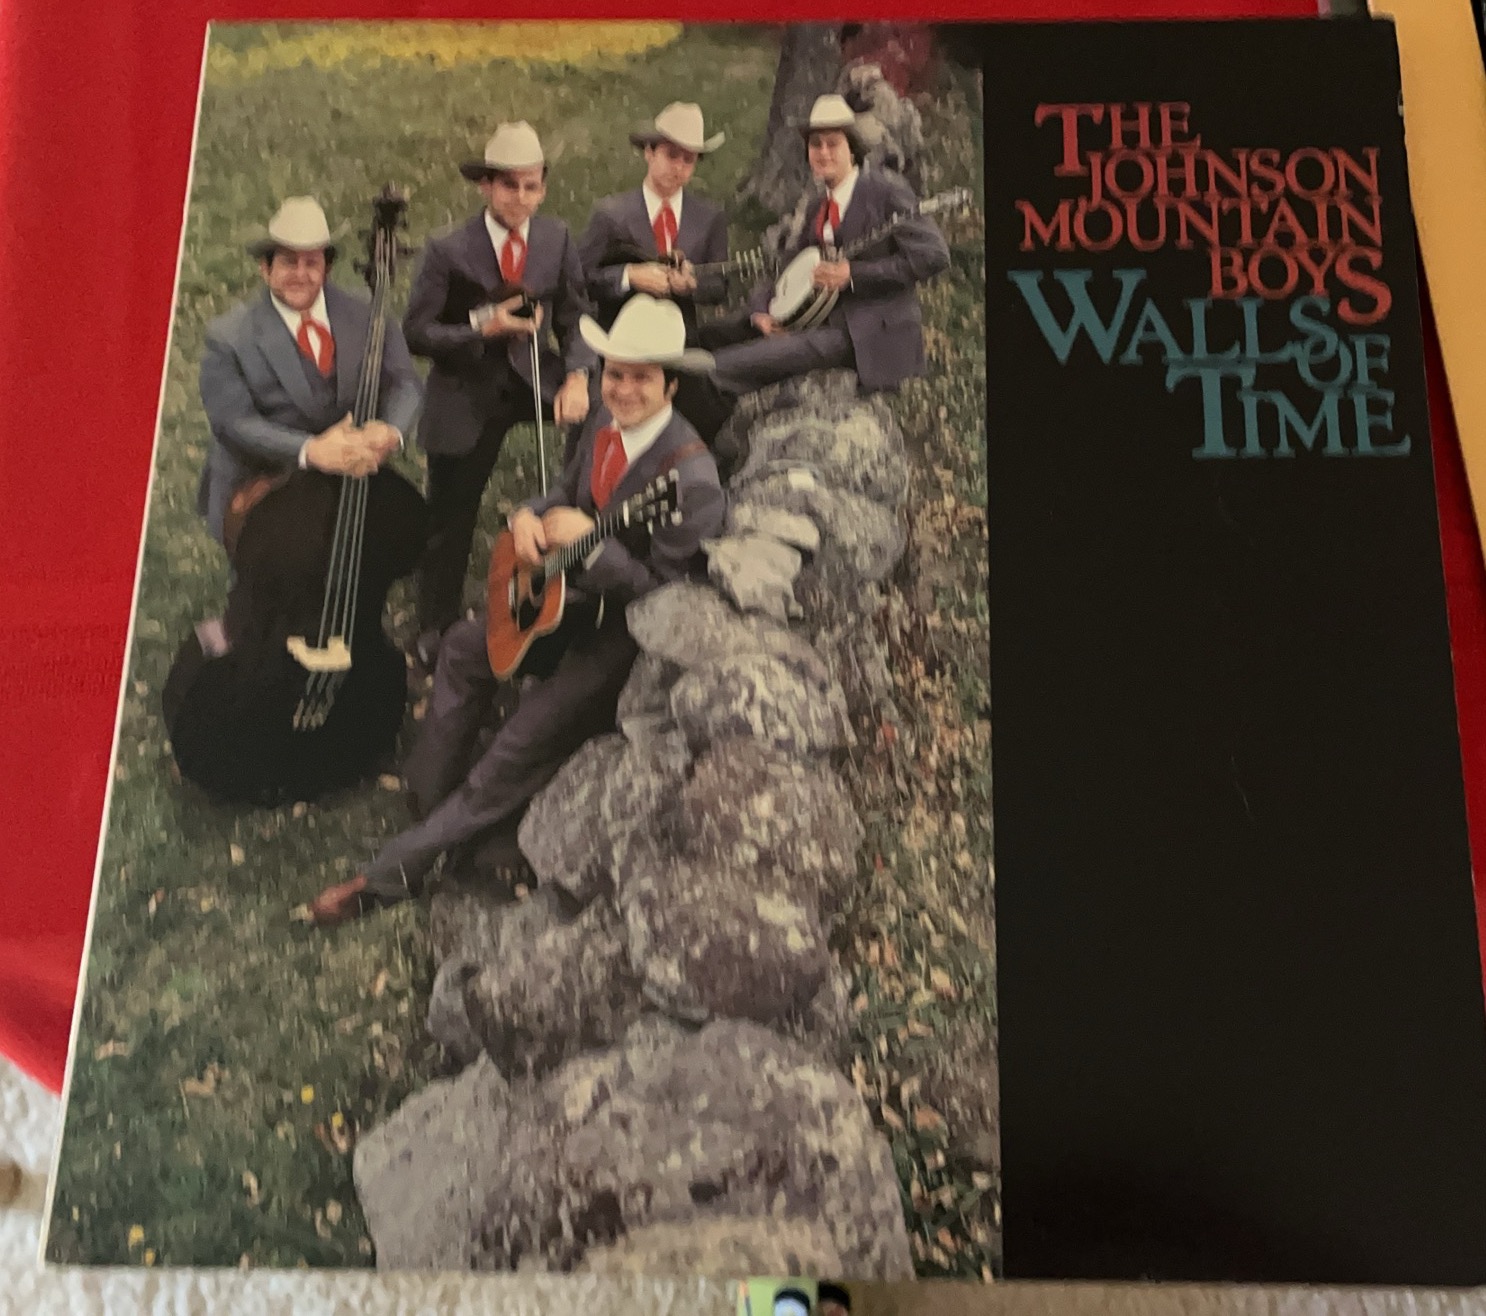 THE
JOHNSON
MOUNTAIN
BOYS
WALLS OF
TIME